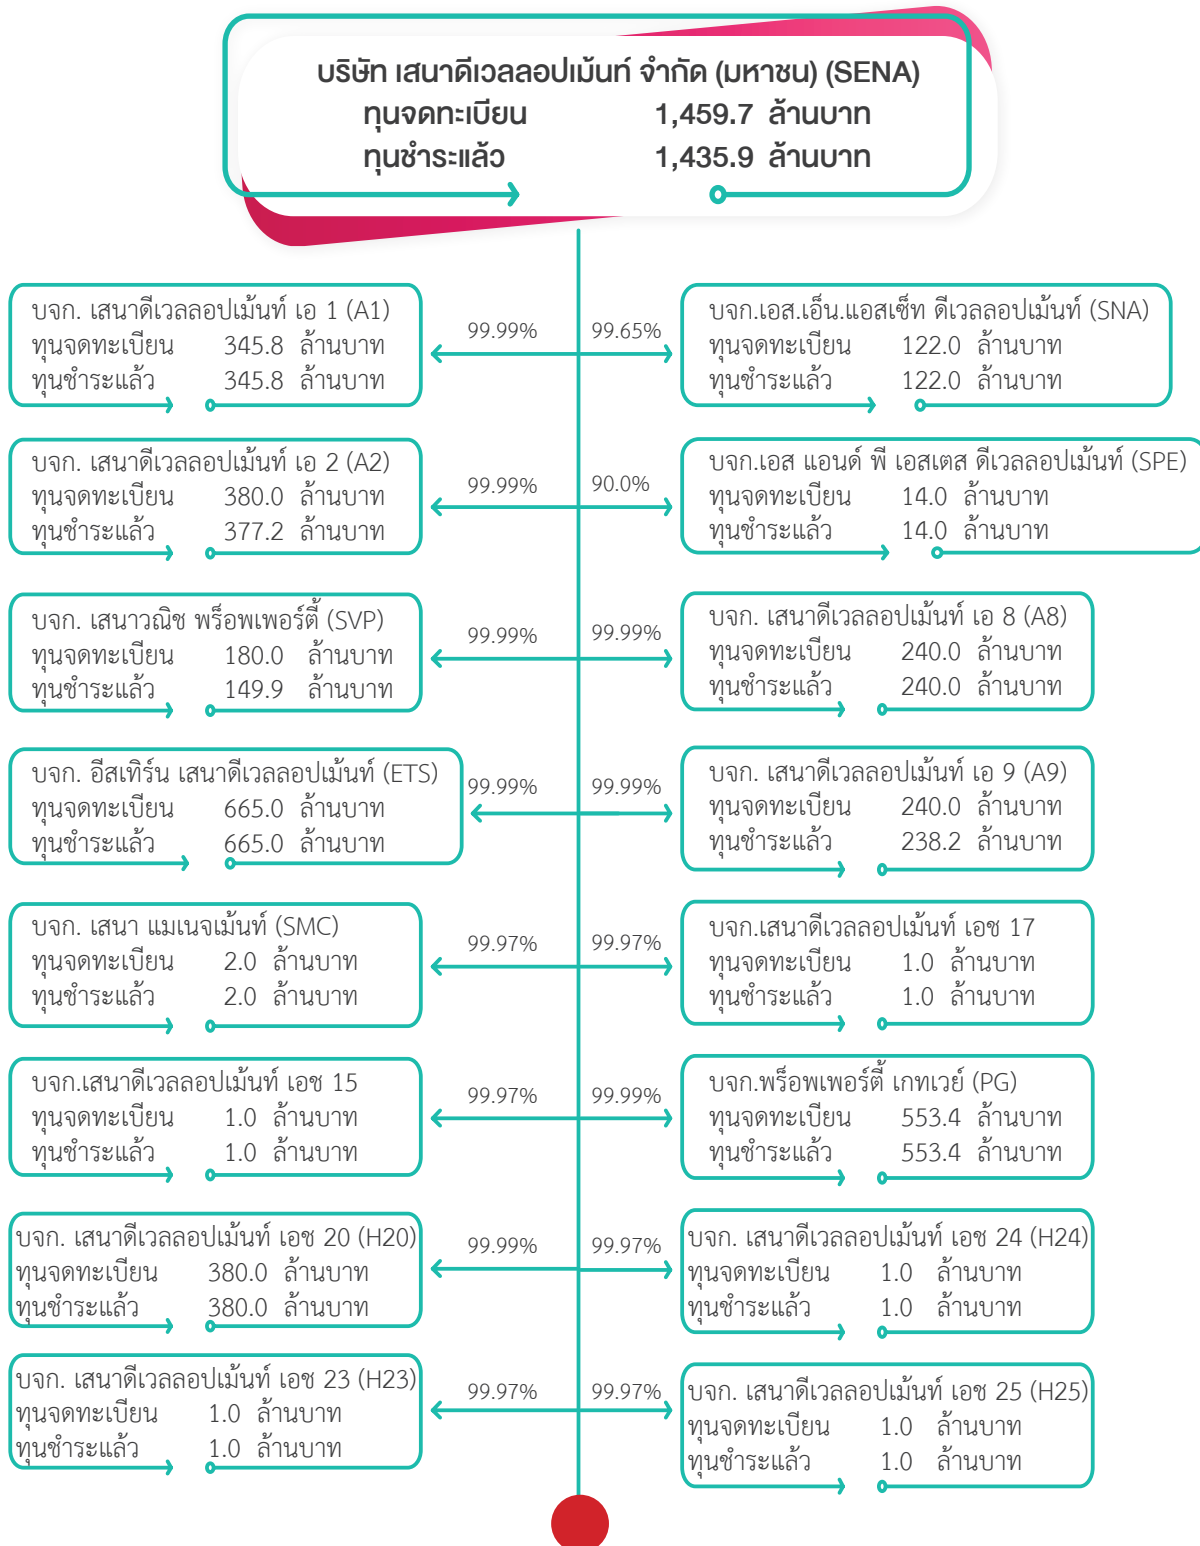 บริษัท เสนาดีเวลลอปเม้นท์ จำกัด (มหาชน) (SENA)
ทุนจดทะเบียน 1,459.7 ล้านบาท
ทุนชำระแล้ว 1,435.9 ล้านบาท
บจก. เสนาดีเวลลอปเม้นท์ เอ 1 (A1)
ทุนจดทะเบียน 345.8 ล้านบาท
ทุนชำระแล้ว 345.8 ล้านบาท
99.99%
99.65%
บจก.เอส.เอ็น.แอสเซ็ท ดีเวลลอปเม้นท์ (SNA)
ทุนจดทะเบียน 122.0 ล้านบาท
ทุนชำระแล้ว 122.0 ล้านบาท
บจก. เสนาดีเวลลอปเม้นท์ เอ 2 (A2)
ทุนจดทะเบียน 380.0 ล้านบาท
ทุนชำระแล้ว 377.2 ล้านบาท
99.99%
90.0%
บจก.เอส แอนด์ พี เอสเตส ดีเวลลอปเม้นท์ (SPE)
ทุนจดทะเบียน 14.0 ล้านบาท
ทุนชำระแล้ว 14.0 ล้านบาท
บจก. เสนาวณิช พร็อพเพอร์ตี้ (SVP)
ทุนจดทะเบียน 180.0 ล้านบาท
ทุนชำระแล้ว 149.9 ล้านบาท
99.99%
99.99%
บจก. เสนาดีเวลลอปเม้นท์ เอ 8 (A8)
ทุนจดทะเบียน 240.0 ล้านบาท
ทุนชำระแล้ว 240.0 ล้านบาท
บจก. อีสเทิร์น เสนาดีเวลลอปเม้นท์ (ETS)
ทุนจดทะเบียน 665.0 ล้านบาท
ทุนชำระแล้ว 665.0 ล้านบาท
99.99%
99.99%
บจก. เสนาดีเวลลอปเม้นท์ เอ 9 (A9)
ทุนจดทะเบียน 240.0 ล้านบาท
ทุนชำระแล้ว 238.2 ล้านบาท
บจก. เสนา แมเนจเม้นท์ (SMC)
ทุนจดทะเบียน 2.0 ล้านบาท
ทุนชำระแล้ว 2.0 ล้านบาท
99.97%
99.97%
บจก.เสนาดีเวลลอปเม้นท์ เอช 17
ทุนจดทะเบียน 1.0 ล้านบาท
ทุนชำระแล้ว 1.0 ล้านบาท
บจก.เสนาดีเวลลอปเม้นท์ เอช 15
ทุนจดทะเบียน 1.0 ล้านบาท
ทุนชำระแล้ว 1.0 ล้านบาท
99.97%
99.99%
บจก.พร็อพเพอร์ตี้ เกทเวย์ (PG)
ทุนจดทะเบียน 553.4 ล้านบาท
ทุนชำระแล้ว 553.4 ล้านบาท
บจก. เสนาดีเวลลอปเม้นท์ เอช 20 (H20)
ทุนจดทะเบียน 380.0 ล้านบาท
ทุนชำระแล้ว 380.0 ล้านบาท
99.99%
99.97%
บจก. เสนาดีเวลลอปเม้นท์ เอช 24 (H24)
ทุนจดทะเบียน 1.0 ล้านบาท
ทุนชำระแล้ว 1.0 ล้านบาท
บจก. เสนาดีเวลลอปเม้นท์ เอช 23 (H23)
ทุนจดทะเบียน 1.0 ล้านบาท
ทุนชำระแล้ว 1.0 ล้านบาท
99.97%
99.97%
บจก. เสนาดีเวลลอปเม้นท์ เอช 25 (H25)
ทุนจดทะเบียน 1.0 ล้านบาท
ทุนชำระแล้ว 1.0 ล้านบาท